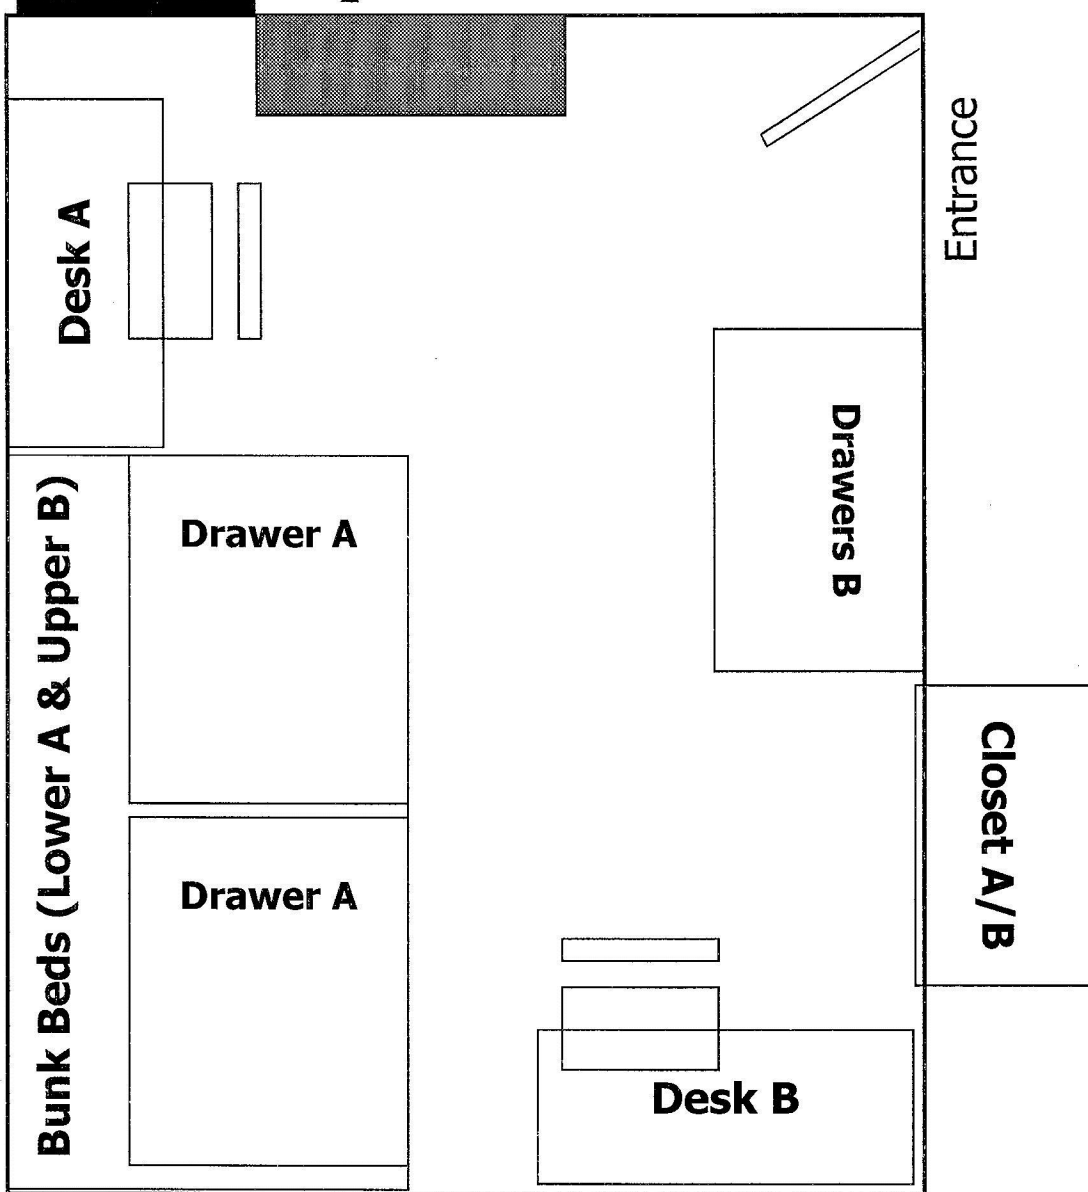 Entrance
Desk A
Drawers B
Bunk Beds (Lower A & Upper B)
Drawer A
Closet A/B
Drawer A
Desk B